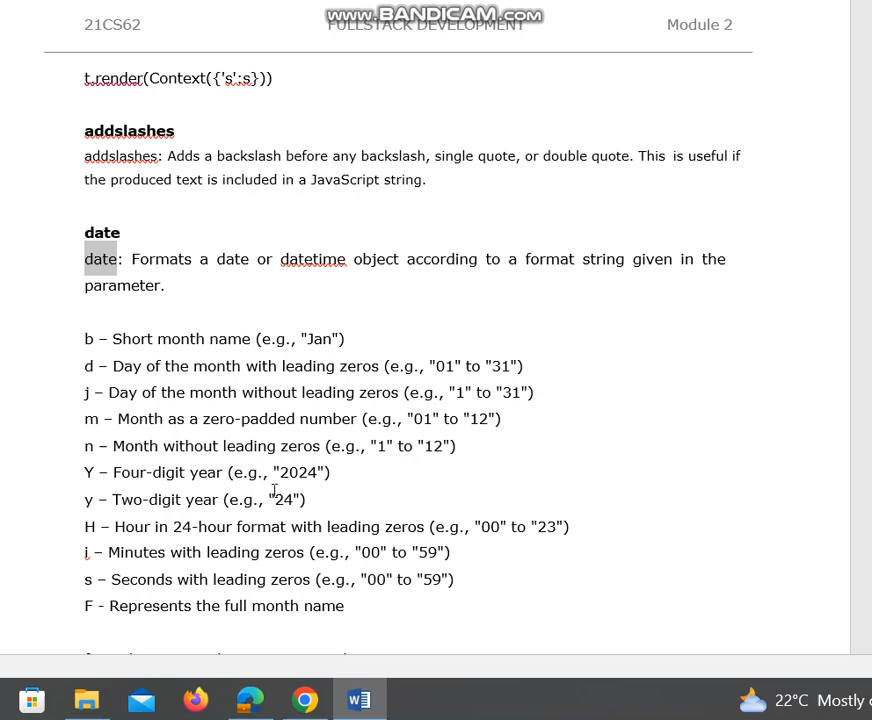 www.BANDICAM.com
21CS62 FULLSTACK DEVELOPMENT Module 2
t.render(Context({'s':s}))
addslashes
addslashes: Adds a backslash before any backslash, single quote, or double quote. This is useful if
the produced text is included in a JavaScript string.
date
date: Formats a date or datetime object according to a format string given in the
parameter.
b – Short month name (e.g., "Jan")
d – Day of the month with leading zeros (e.g., "01" to "31")
j – Day of the month without leading zeros (e.g., "1" to "31")
m – Month as a zero-padded number (e.g., "01" to "12")
n – Month without leading zeros (e.g., "1" to "12")
Y – Four-digit year (e.g., "2024")
y – Two-digit year (e.g., "24")
H – Hour in 24-hour format with leading zeros (e.g., "00" to "23")
i – Minutes with leading zeros (e.g., "00" to "59")
s – Seconds with leading zeros (e.g., "00" to "59")
F - Represents the full month name
22°C Mostly